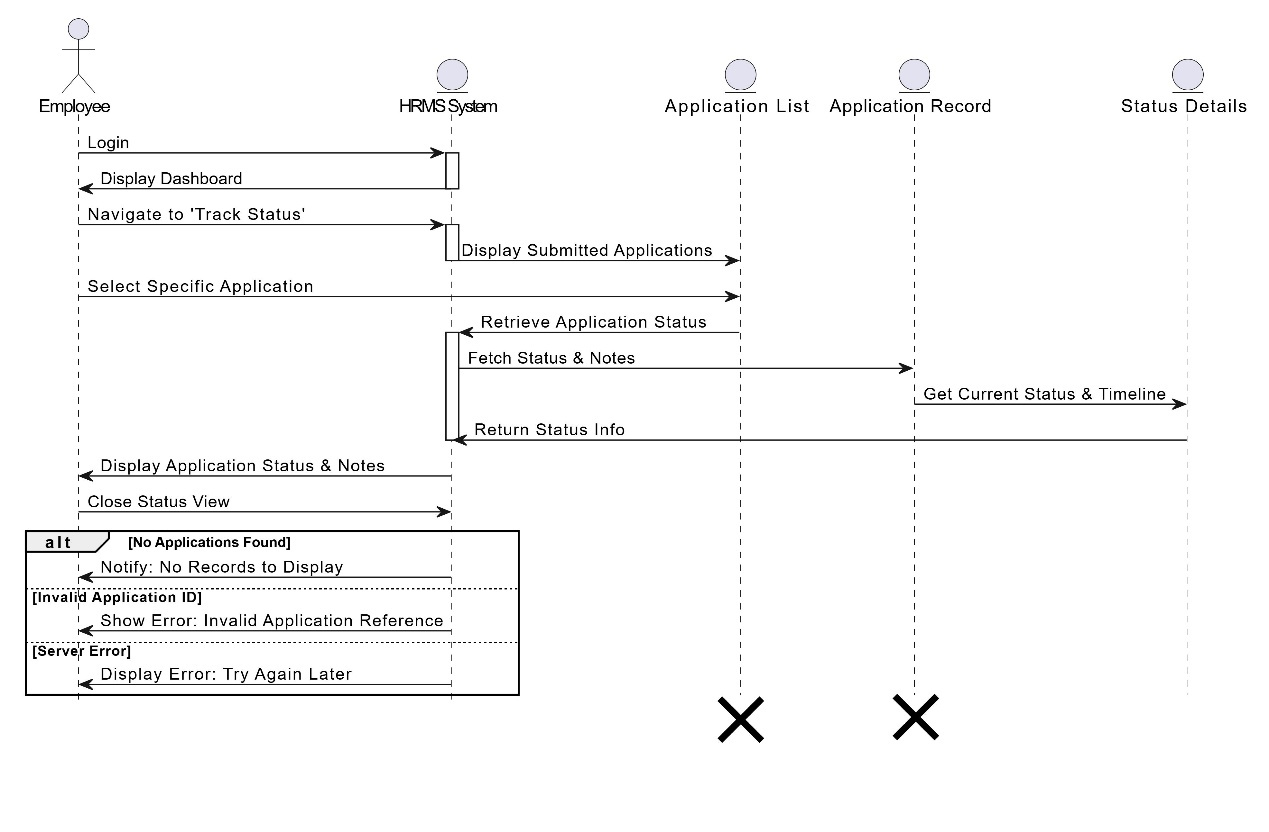 Employee
HRMS System
Application List
Application Record
Status Details
Login
Display Dashboard
Navigate to 'Track Status'
Display Submitted Applications
Select Specific Application
Retrieve Application Status
Fetch Status & Notes
Get Current Status & Timeline
Return Status Info
Display Application Status & Notes
Close Status View
alt [No Applications Found]
Notify: No Records to Display
[Invalid Application ID]
Show Error: Invalid Application Reference
[Server Error]
Display Error: Try Again Later